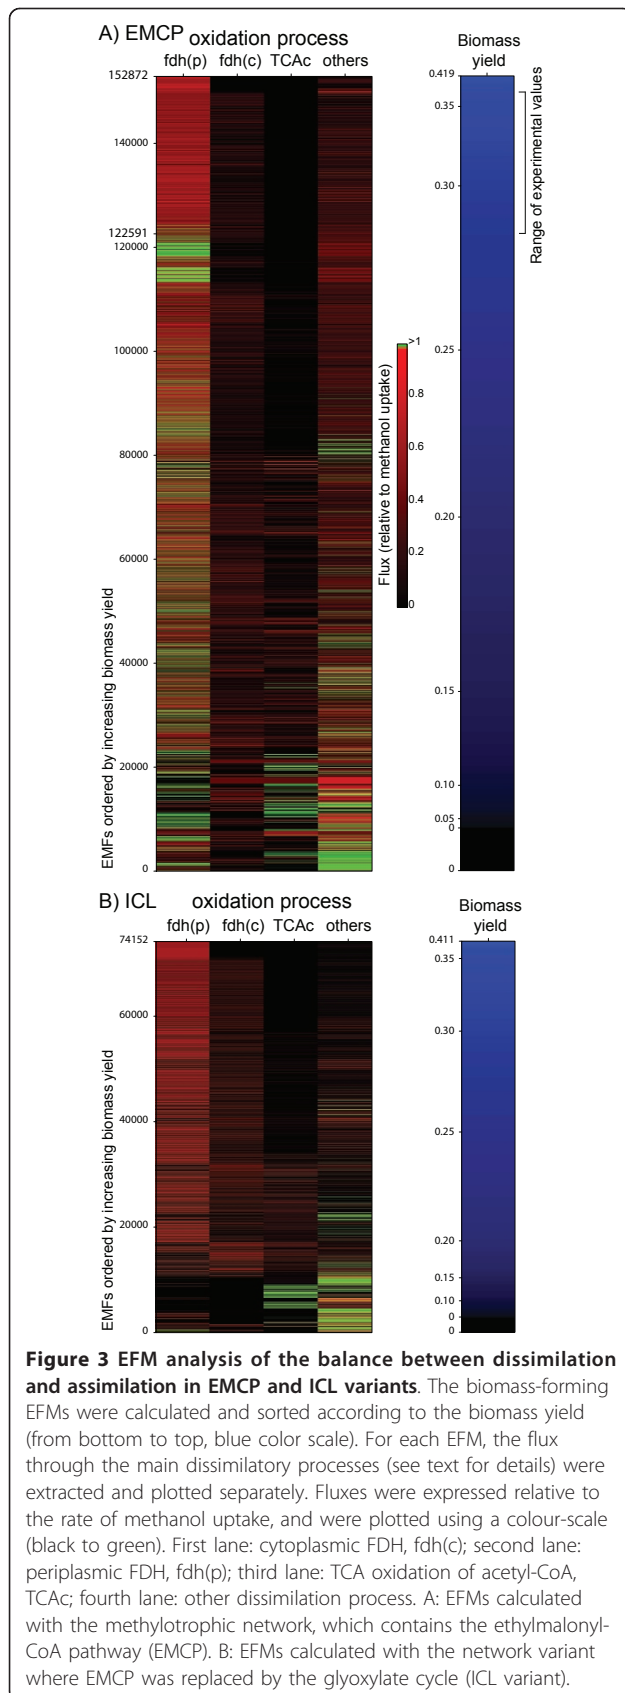 A) EMCP oxidation process
fdh(p) fdh(c) TCAc others
Biomass
yield
152872
140000
122591
120000
100000
80000
60000
40000
20000
0
EMFs ordered by increasing biomass yield
>1
0.8
0.6
0.4
0.2
0
Flux (relative to methanol uptake)
0.419
0.35
0.30
0.25
0.20
0.15
0.10
0.05
0
0
Range of experimental values
B) ICL oxidation process
fdh(p) fdh(c) TCAc others
Biomass
yield
74152
60000
40000
20000
0
EMFs ordered by increasing biomass yield
0.411
0.35
0.30
0.25
0.20
0.15
0.10
0
0
Figure 3 EFM analysis of the balance between dissimilation
and assimilation in EMCP and ICL variants. The biomass-forming
EFMs were calculated and sorted according to the biomass yield
(from bottom to top, blue color scale). For each EFM, the flux
through the main dissimilatory processes (see text for details) were
extracted and plotted separately. Fluxes were expressed relative to
the rate of methanol uptake, and were plotted using a colour-scale
(black to green). First lane: cytoplasmic FDH, fdh(c); second lane:
periplasmic FDH, fdh(p); third lane: TCA oxidation of acetyl-CoA,
TCAc; fourth lane: other dissimilation process. A: EFMs calculated
with the methylotrophic network, which contains the ethylmalonyl-
CoA pathway (EMCP). B: EFMs calculated with the network variant
where EMCP was replaced by the glyoxylate cycle (ICL variant).